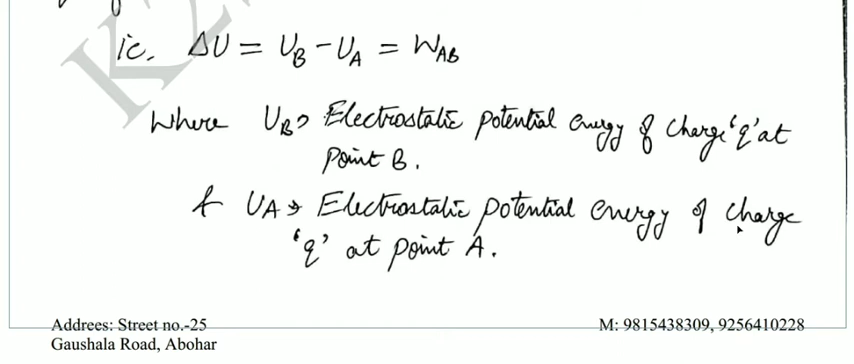 ie. ΔU = U_B - U_A = W_AB
Where U_B → Electrostatic potential energy of charge 'q' at
point B.
& U_A → Electrostatic potential energy of charge
'q' at point A.
Addrees: Street no.-25
M: 9815438309, 9256410228
Gaushala Road, Abohar